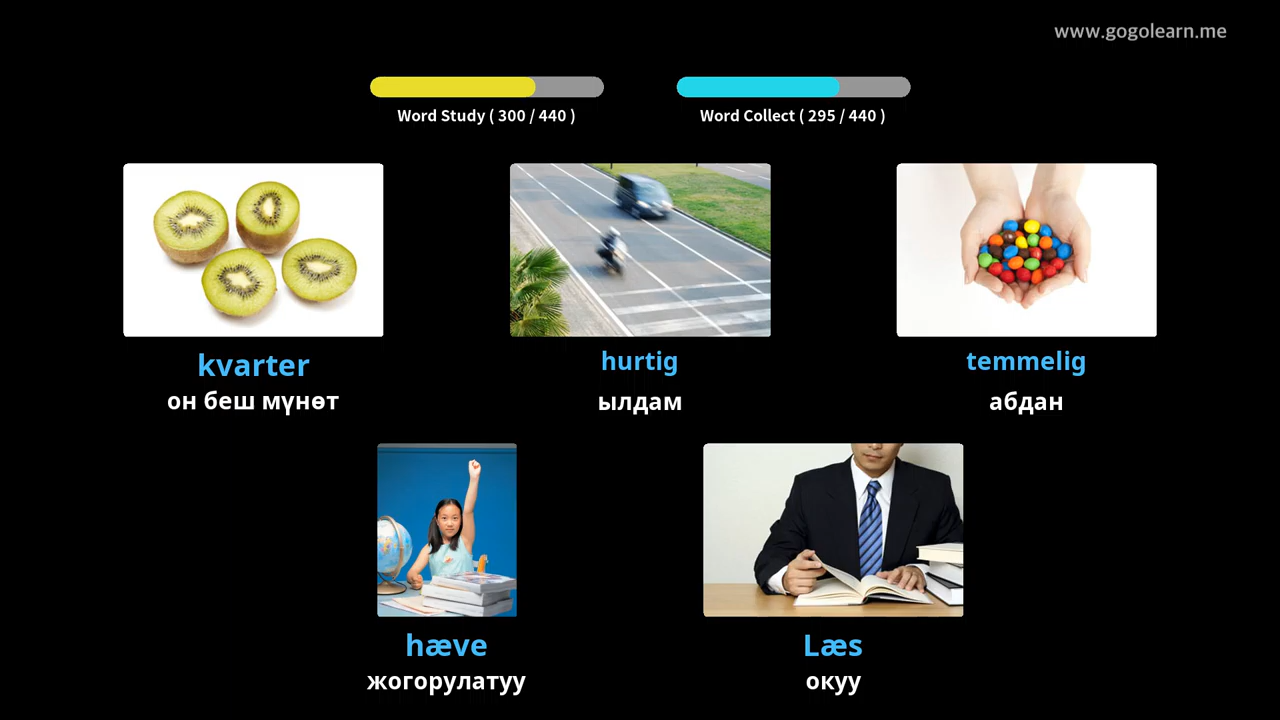 www.gogolearn.me
Word Study ( 300 / 440 )
Word Collect ( 295 / 440 )
kvarter
он беш мүнөт
hurtig
ылдам
temmelig
абдан
hæve
жогорулатуу
Læs
окуу